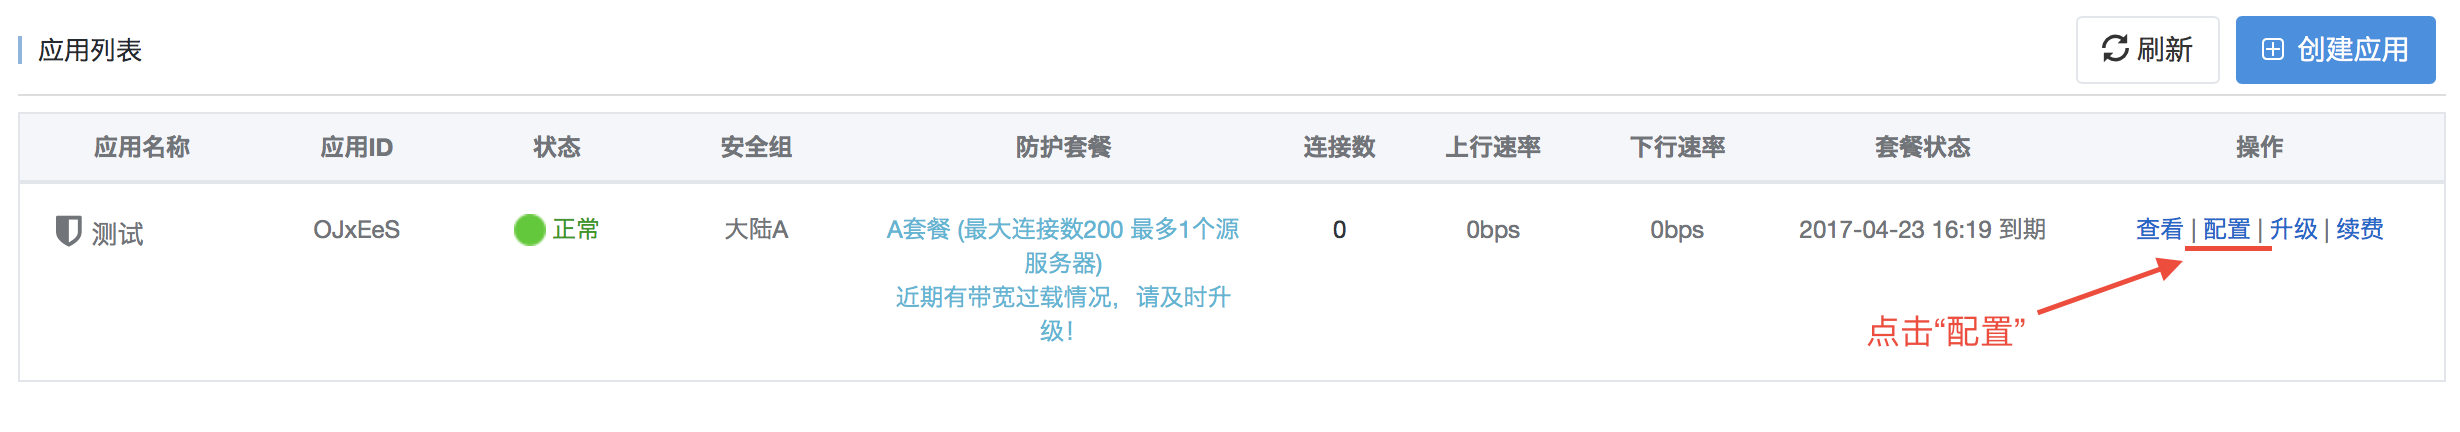 应用列表
刷新
创建应用
应用名称 应用ID 状态 安全组 防护套餐 连接数 上行速率 下行速率 套餐状态 操作
测试 OJxEeS 正常 大陆A A套餐 (最大连接数200 最多1个源 0 0bps 0bps 2017-04-23 16:19 到期 查看 | 配置 | 升级 | 续费
服务器)
近期有带宽过载情况，请及时升
级！
点击“配置”